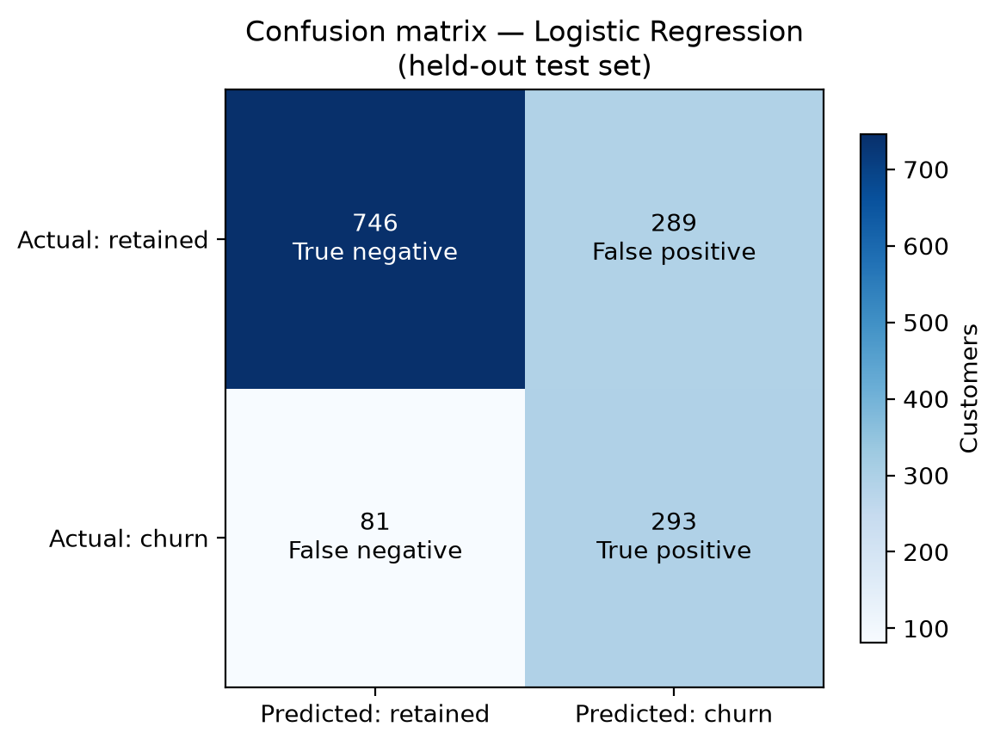 Confusion matrix — Logistic Regression
(held-out test set)
Actual: retained
746
True negative
289
False positive
Actual: churn
81
False negative
293
True positive
Predicted: retained
Predicted: churn
700
600
500
400
300
200
100
Customers